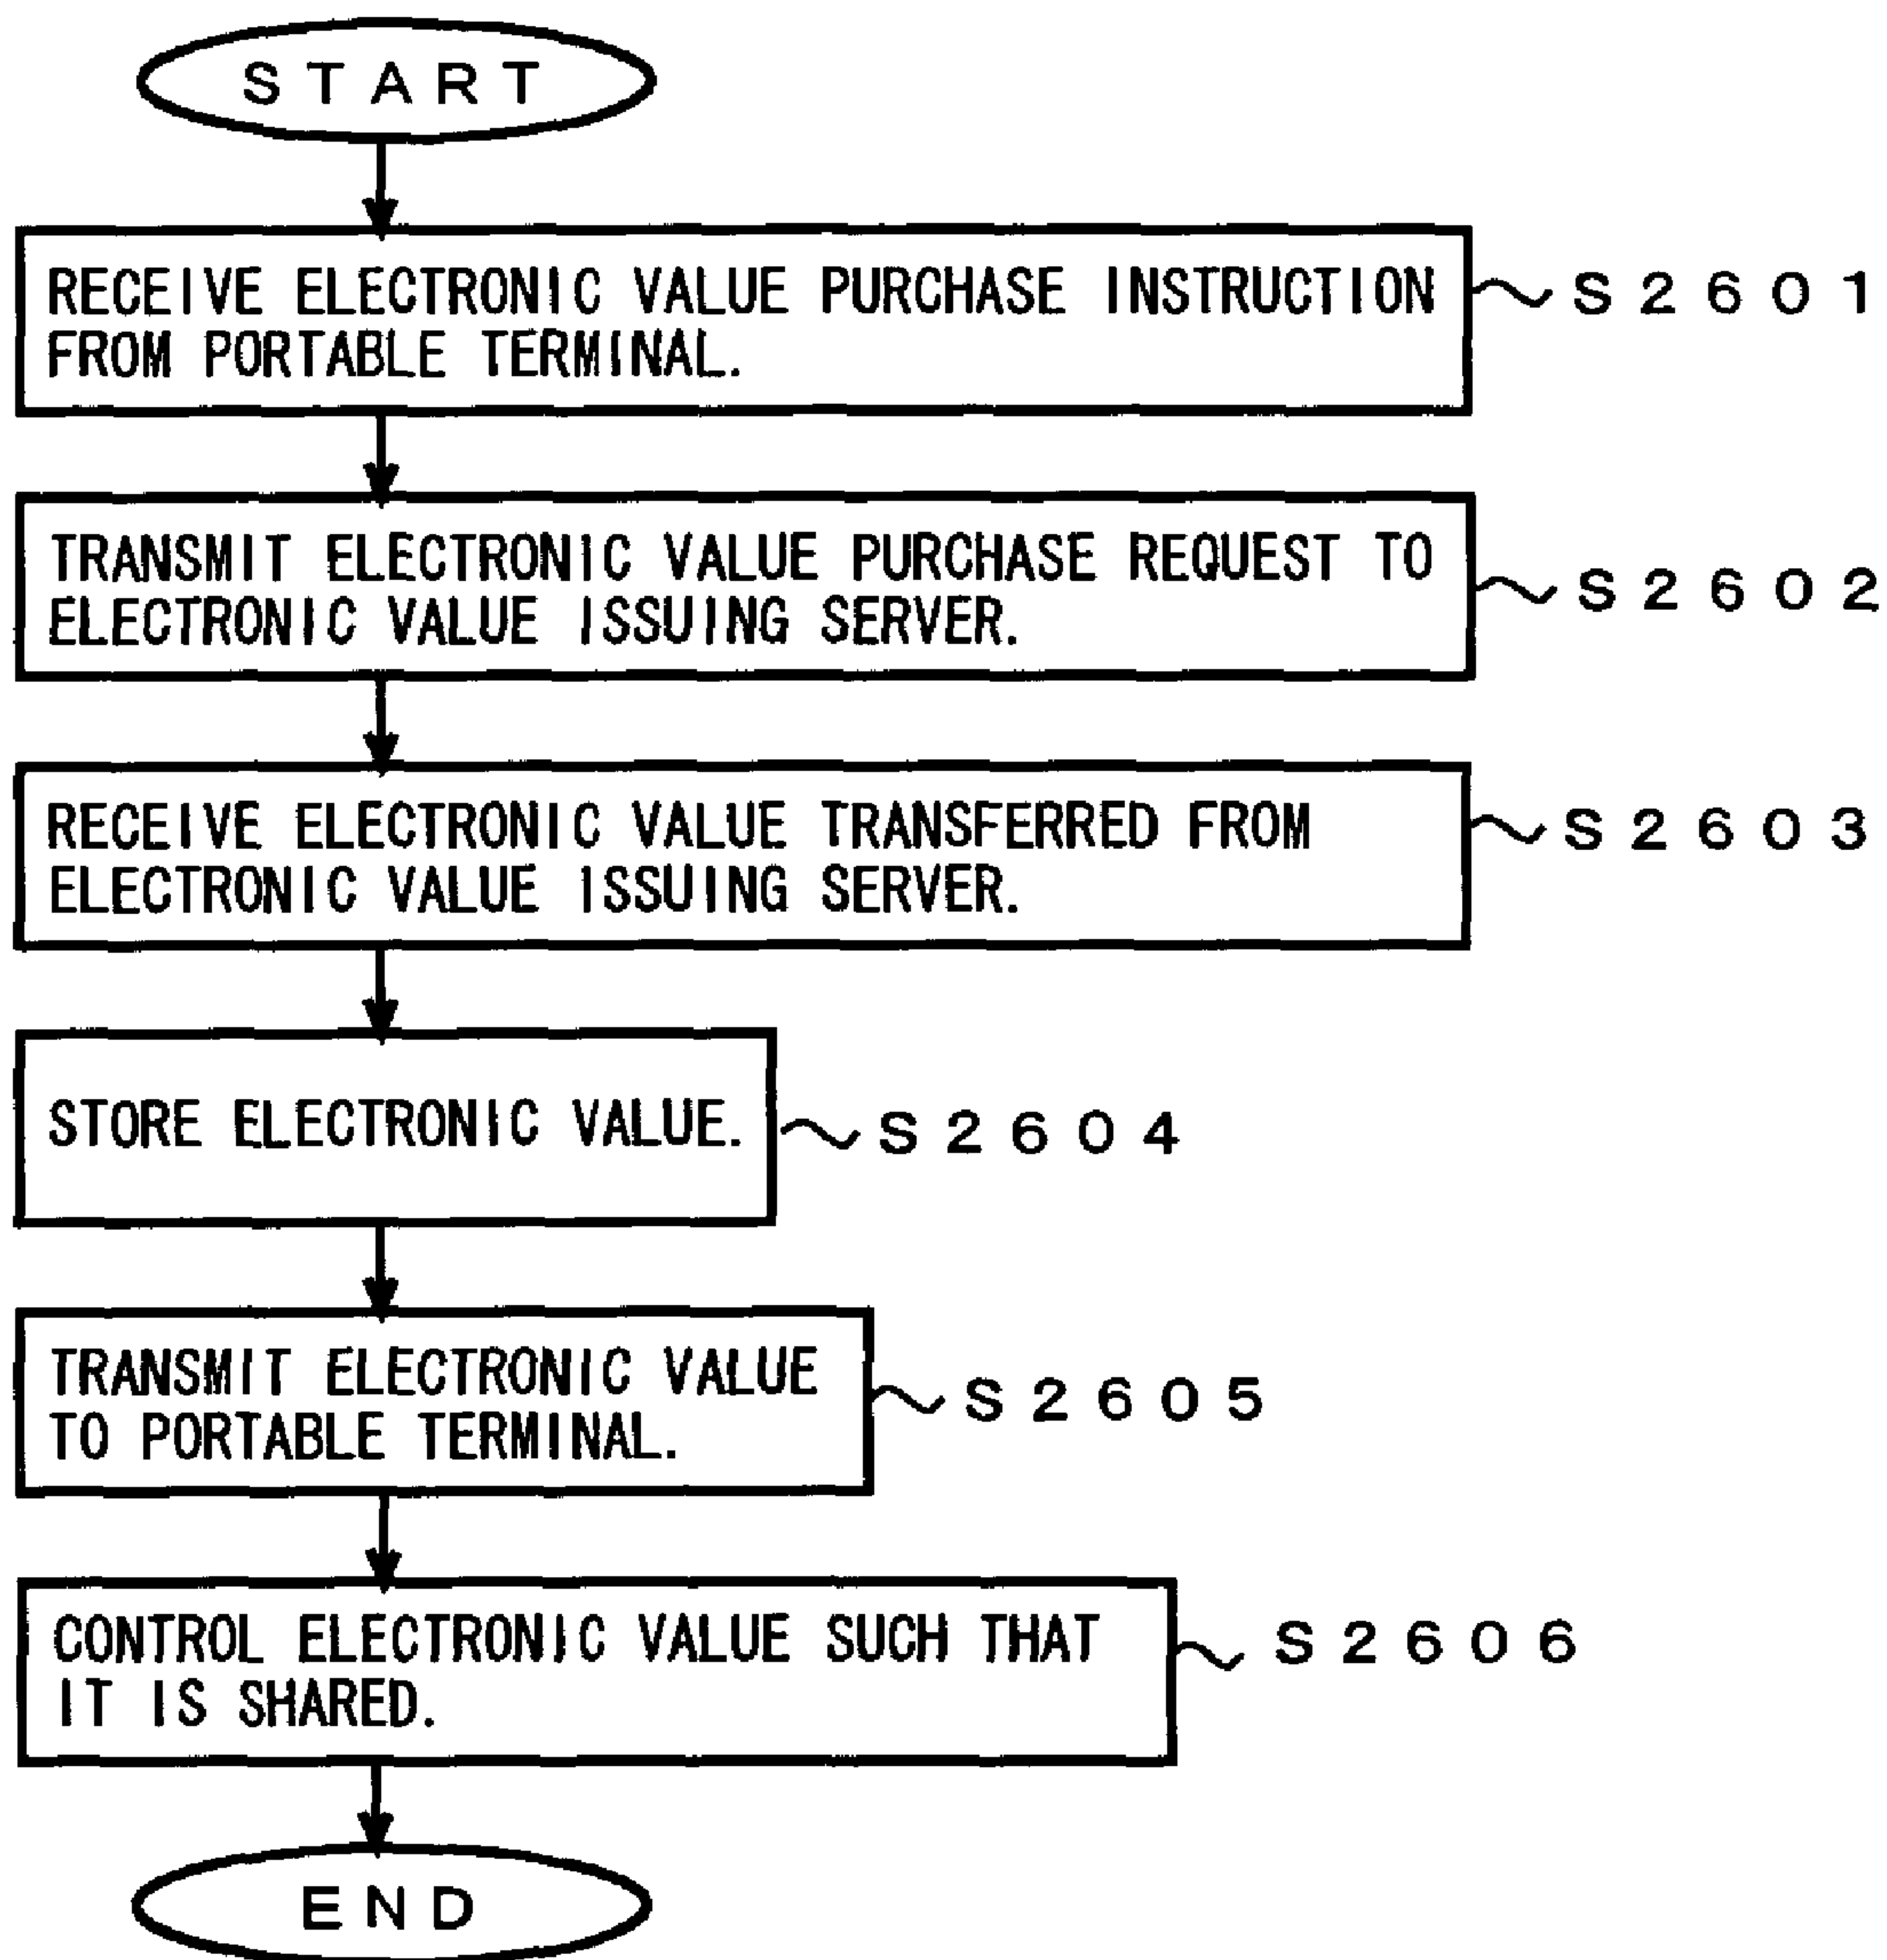 START
RECEIVE ELECTRONIC VALUE PURCHASE INSTRUCTION
FROM PORTABLE TERMINAL.
S2601
TRANSMIT ELECTRONIC VALUE PURCHASE REQUEST TO
ELECTRONIC VALUE ISSUING SERVER.
S2602
RECEIVE ELECTRONIC VALUE TRANSFERRED FROM
ELECTRONIC VALUE ISSUING SERVER.
S2603
STORE ELECTRONIC VALUE.
S2604
TRANSMIT ELECTRONIC VALUE
TO PORTABLE TERMINAL.
S2605
CONTROL ELECTRONIC VALUE SUCH THAT
IT IS SHARED.
S2606
END